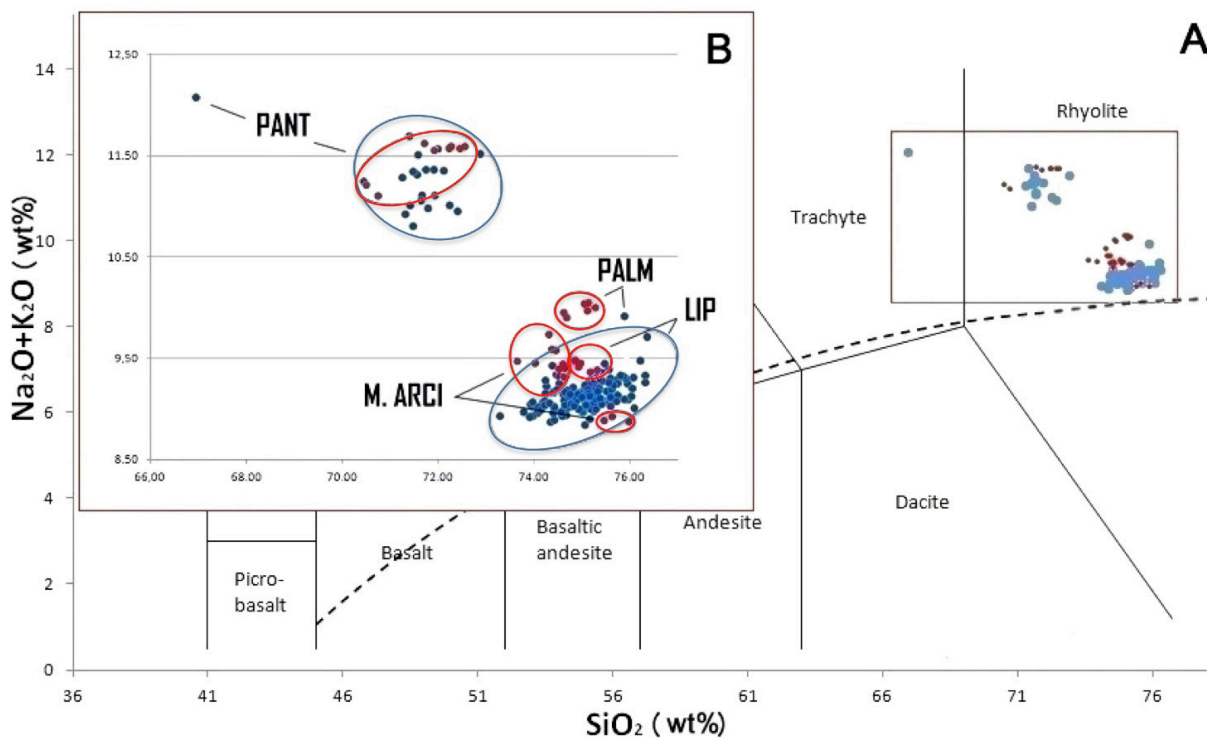 B
A
12,50
11.50
10.50
9,50
8.50
66,00
68.00
70.00
72.00
74.00
76.00
PANT
PALM
LIP
M. ARCI
Rhyolite
Trachyte
Dacite
Andesite
Basaltic
andesite
Basalt
Picro-
basalt
Na2O+K2O ( wt%)
14
12
10
8
6
4
2
0
36
41
46
51
56
61
66
71
76
SiO2 ( wt%)